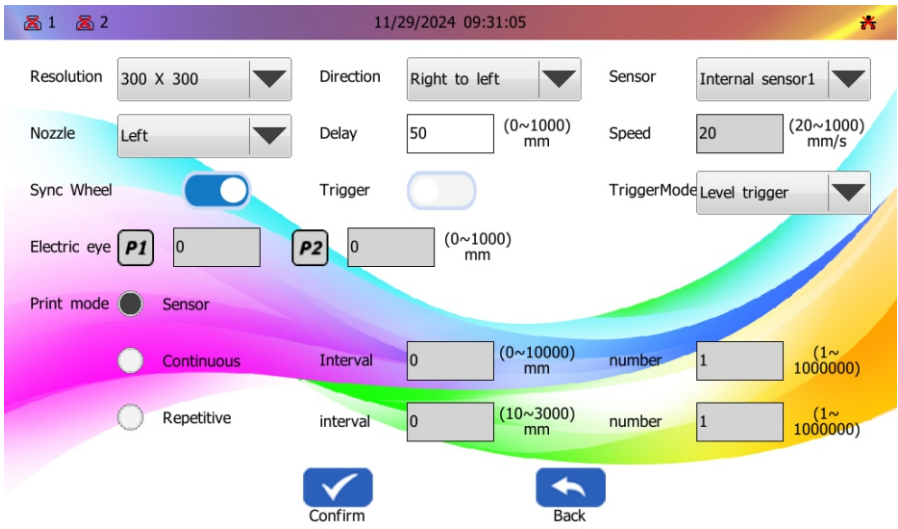 1 2 11/29/2024 09:31:05
Resolution 300 X 300 Direction Right to left Sensor Internal sensor1
Nozzle Left Delay 50 (0~1000) mm Speed 20 (20~1000) mm/s
Sync Wheel Trigger TriggerMode Level trigger
Electric eye P1 0 P2 0 (0~1000) mm
Print mode Sensor
Continuous Interval 0 (0~10000) mm number 1 (1~ 1000000)
Repetitive interval 0 (10~3000) mm number 1 (1~ 1000000)
Confirm Back